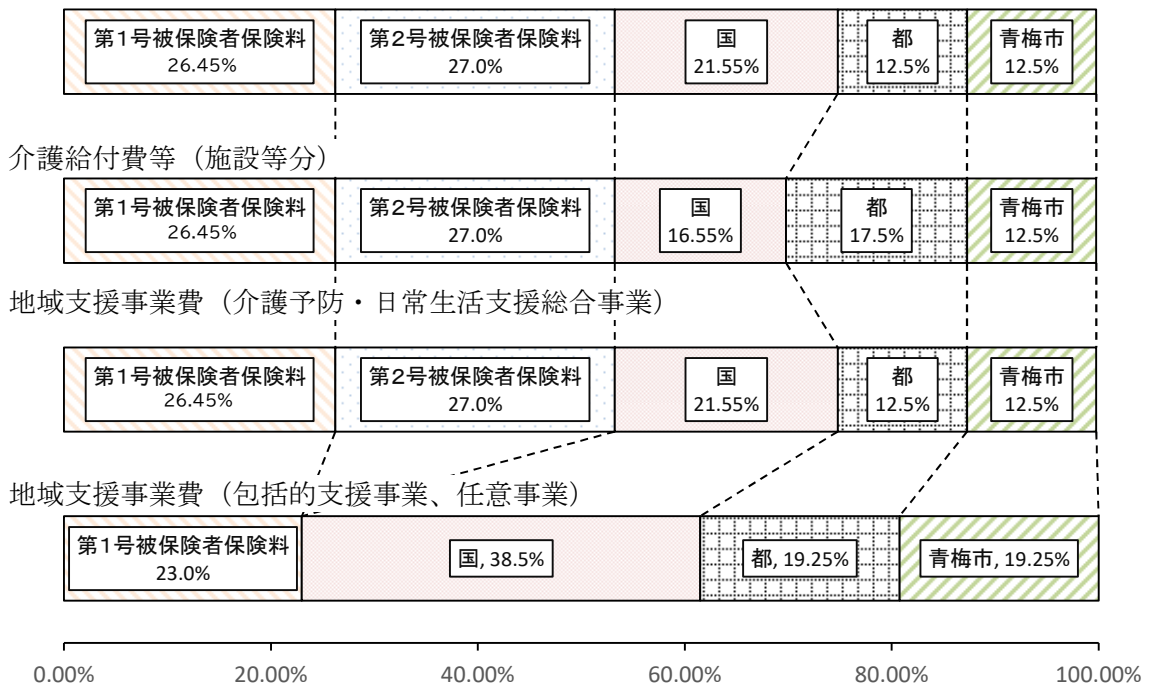 第1号被保険者保険料
26.45%
第2号被保険者保険料
27.0%
国
21.55%
都
12.5%
青梅市
12.5%
介護給付費等（施設等分）
第1号被保険者保険料
26.45%
第2号被保険者保険料
27.0%
国
16.55%
都
17.5%
青梅市
12.5%
地域支援事業費（介護予防・日常生活支援総合事業）
第1号被保険者保険料
26.45%
第2号被保険者保険料
27.0%
国
21.55%
都
12.5%
青梅市
12.5%
地域支援事業費（包括的支援事業、任意事業）
第1号被保険者保険料
23.0%
国, 38.5%
都, 19.25%
青梅市, 19.25%
0.00% 20.00% 40.00% 60.00% 80.00% 100.00%